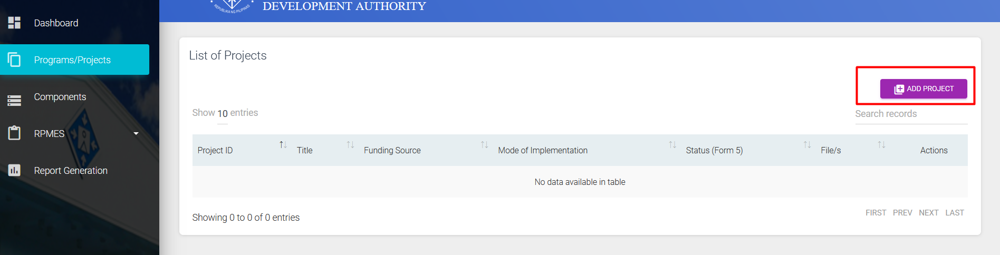 REPUBLIKA NG PILIPINAS
DEVELOPMENT AUTHORITY
Dashboard
Programs/Projects
Components
RPMES
Report Generation
List of Projects
ADD PROJECT
Show 10 entries
Search records
Project ID Title Funding Source Mode of Implementation Status (Form 5) File/s Actions
No data available in table
Showing 0 to 0 of 0 entries
FIRST PREV NEXT LAST